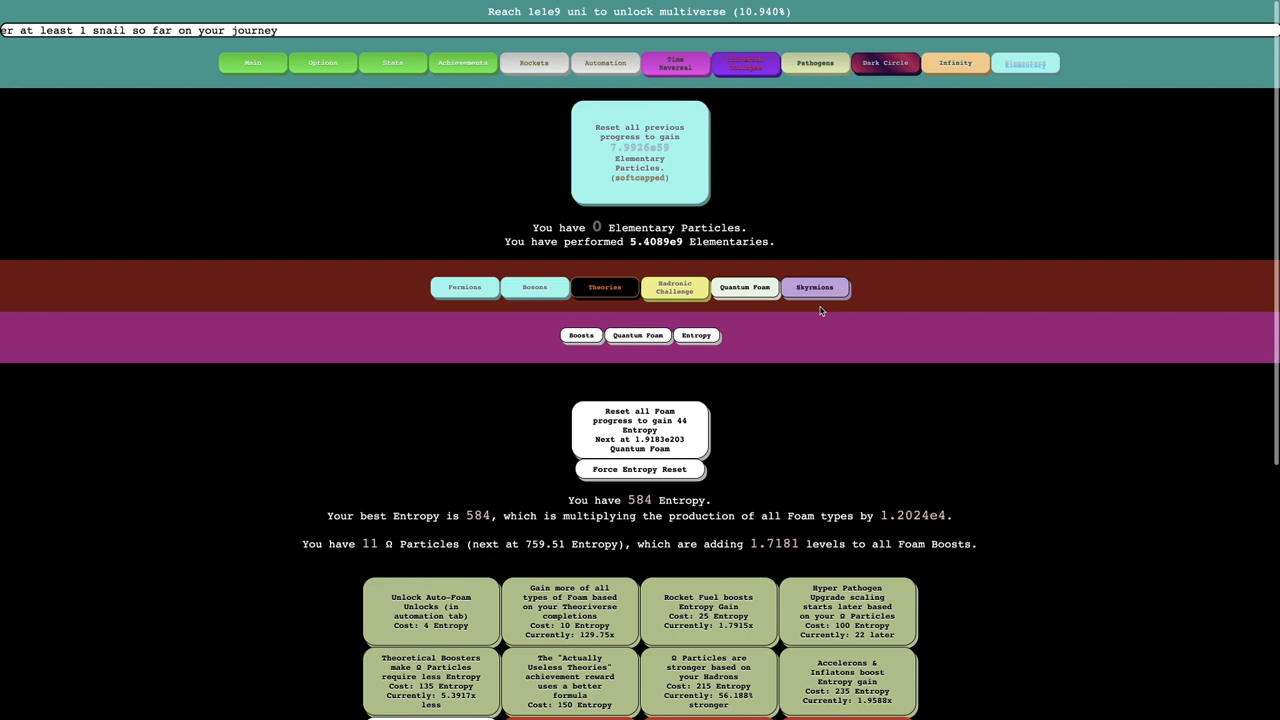 Reach 1e1e9 uni to unlock multiverse (10.940%)
er at least 1 snail so far on your journey
Main
Options
Stats
Achievements
Rockets
Automation
Time
Reversal
Pathogens
Dark Circle
Infinity
Elementary
Reset all previous
progress to gain
7.9926e59
Elementary
Particles.
(softcapped)
You have 0 Elementary Particles.
You have performed 5.4089e9 Elementaries.
Fermions
Bosons
Theories
Hadronic
Challenge
Quantum Foam
Skyrmions
Boosts
Quantum Foam
Entropy
Reset all Foam
progress to gain 44
Entropy
Next at 1.9183e203
Quantum Foam
Force Entropy Reset
You have 584 Entropy.
Your best Entropy is 584, which is multiplying the production of all Foam types by 1.2024e4.
You have 11 Ω Particles (next at 759.51 Entropy), which are adding 1.7181 levels to all Foam Boosts.
Unlock Auto-Foam
Unlocks (in
automation tab)
Cost: 4 Entropy
Gain more of all
types of Foam based
on your Theoriverse
completions
Cost: 10 Entropy
Currently: 129.75x
Rocket Fuel boosts
Entropy Gain
Cost: 25 Entropy
Currently: 1.7915x
Hyper Pathogen
Upgrade scaling
starts later based
on your Ω Particles
Cost: 100 Entropy
Currently: 22 later
Theoretical Boosters
make Ω Particles
require less Entropy
Cost: 135 Entropy
Currently: 5.3917x
less
The "Actually
Useless Theories"
achievement reward
uses a better
formula
Cost: 150 Entropy
Ω Particles are
stronger based on
your Hadrons
Cost: 215 Entropy
Currently: 56.188%
stronger
Accelerons &
Inflatons boost
Entropy gain
Cost: 235 Entropy
Currently: 1.9588x